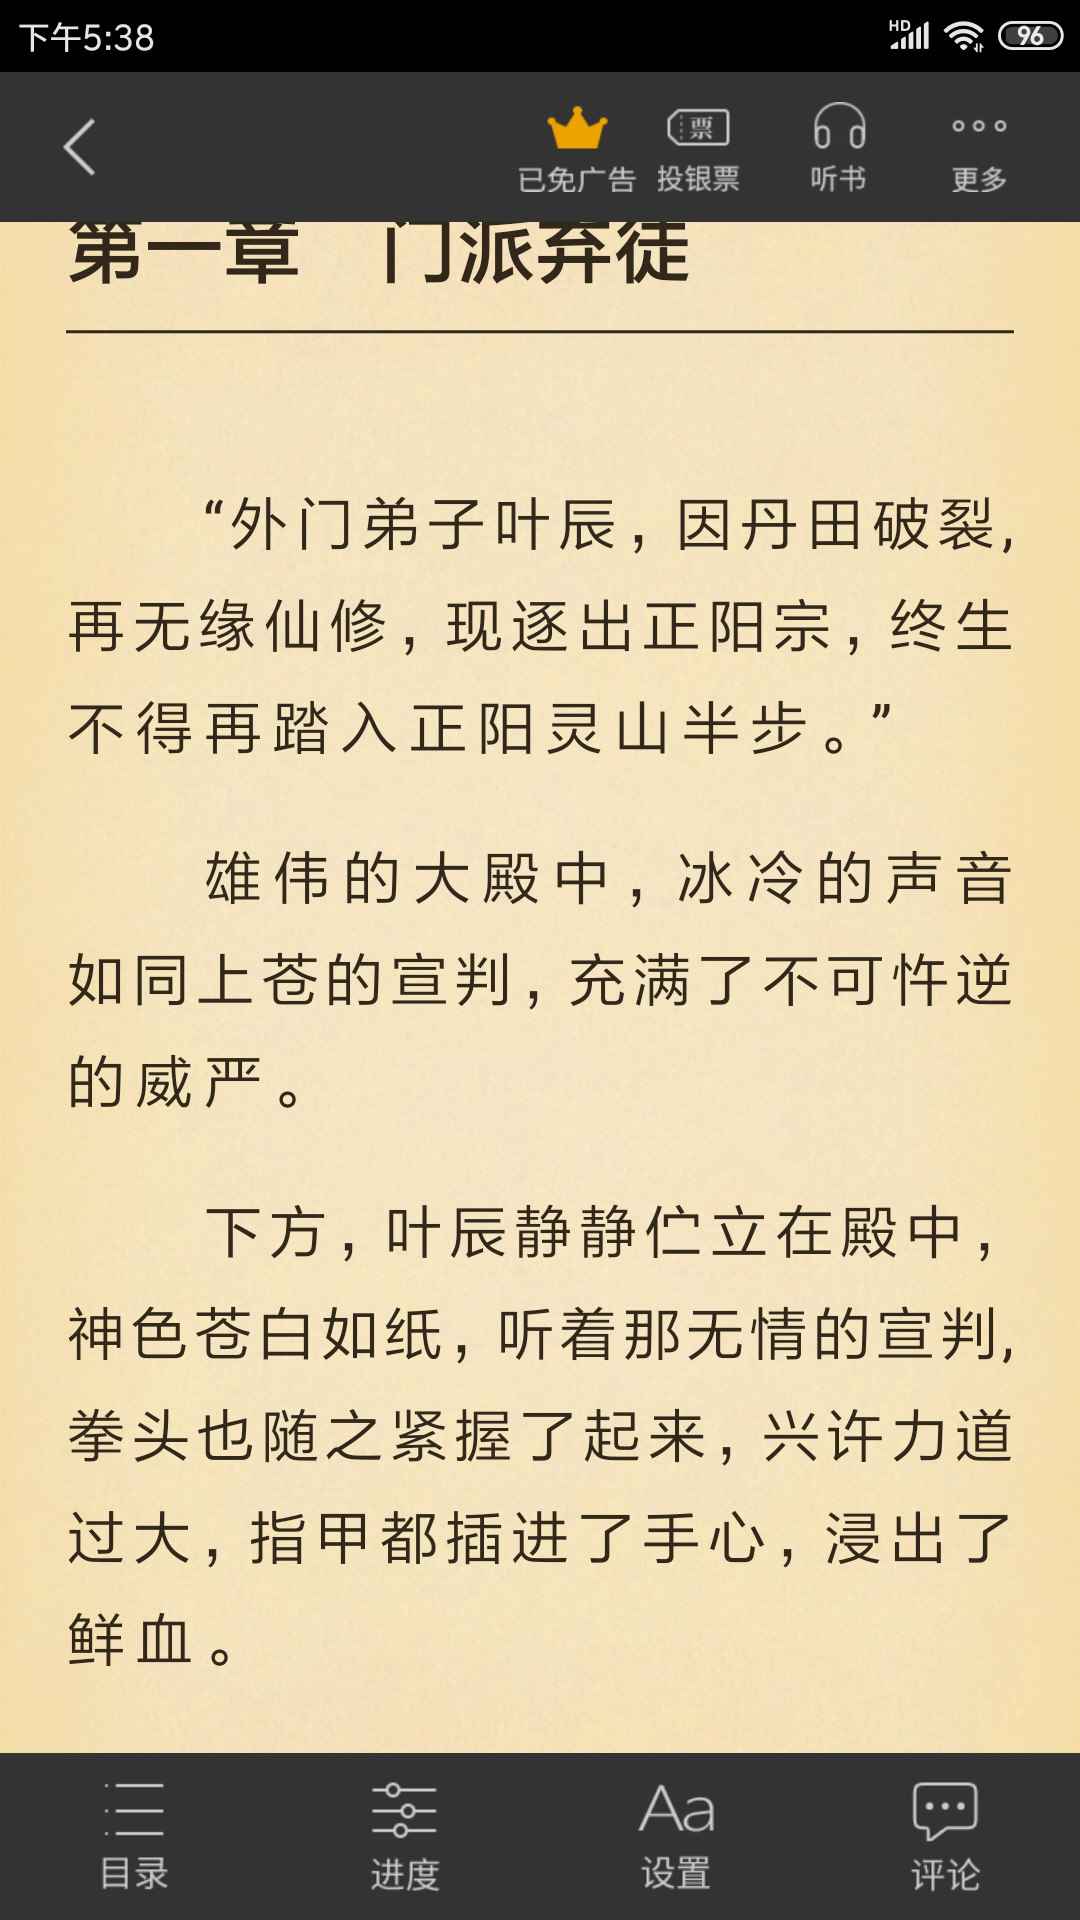 下午5:38 HD 96
已免广告 投银票 听书 更多
第一章 门派弃徒
“外门弟子叶辰，因丹田破裂，
再无缘仙修，现逐出正阳宗，终生
不得再踏入正阳灵山半步。”
雄伟的大殿中，冰冷的声音
如同上苍的宣判，充满了不可忤逆
的威严。
下方，叶辰静静伫立在殿中，
神色苍白如纸，听着那无情的宣判，
拳头也随之紧握了起来，兴许力道
过大，指甲都插进了手心，浸出了
鲜血。
目录 进度 设置 评论